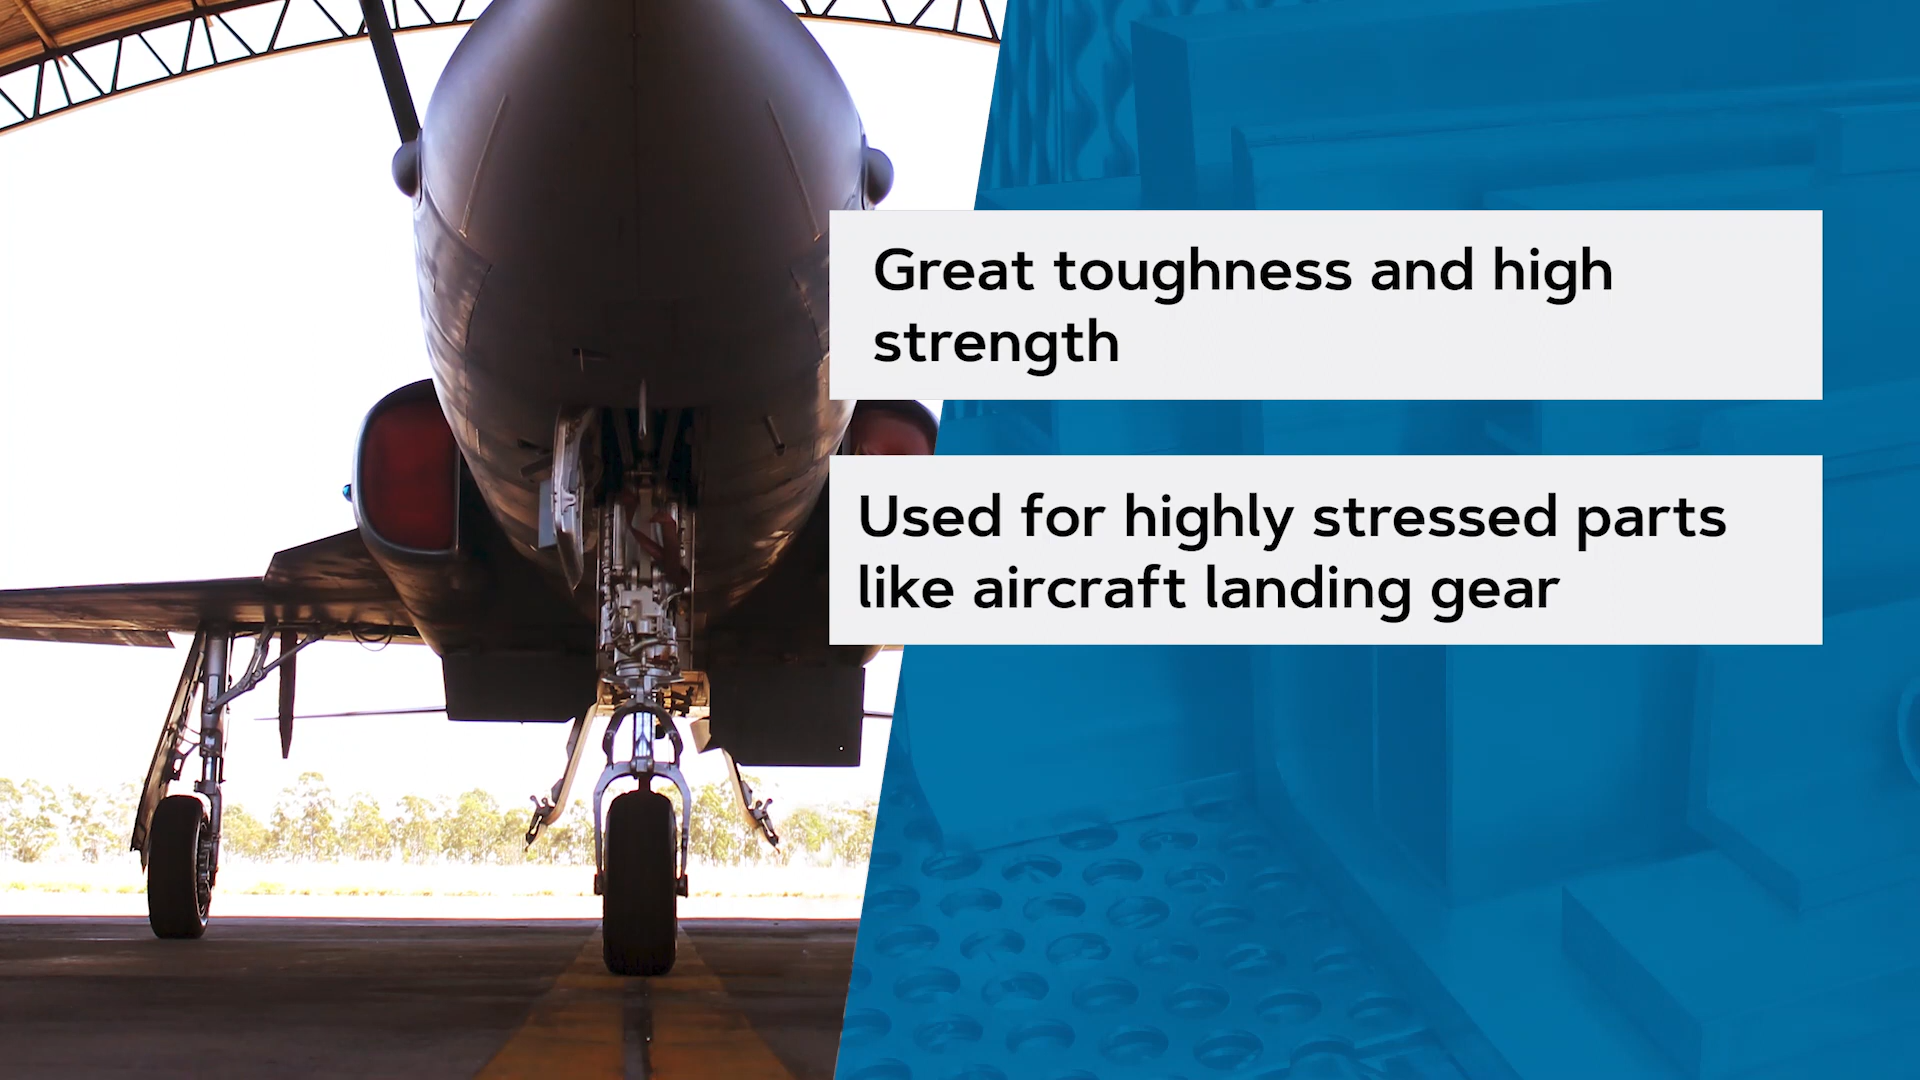 Great toughness and high
strength
Used for highly stressed parts
like aircraft landing gear